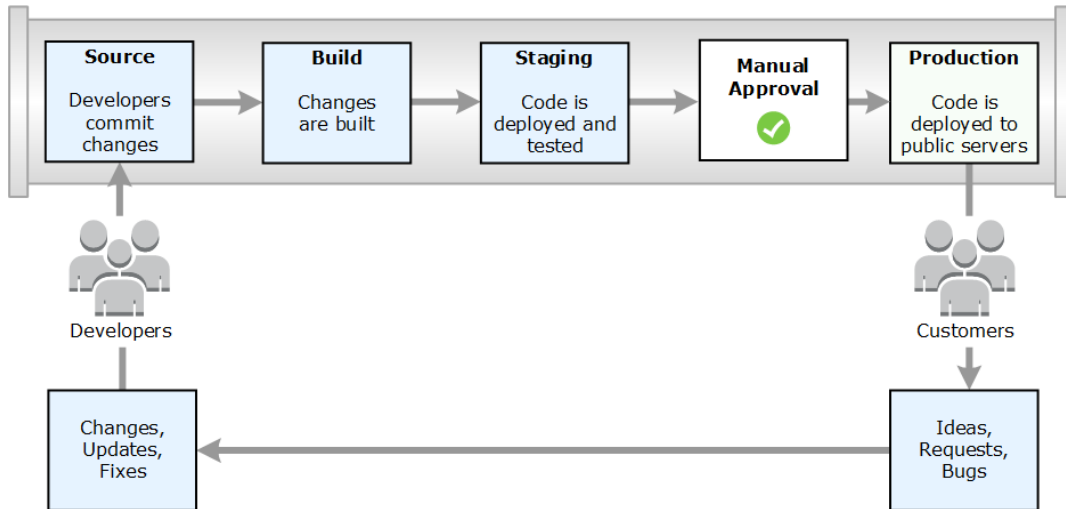 Source
Developers
commit
changes
Build
Changes
are built
Staging
Code is
deployed and
tested
Manual
Approval
Production
Code is
deployed to
public servers
Developers
Customers
Changes,
Updates,
Fixes
Ideas,
Requests,
Bugs